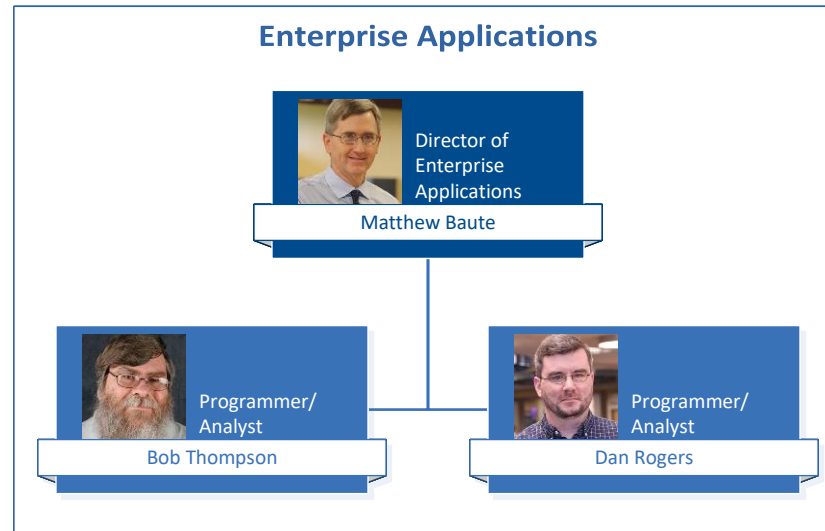 Enterprise Applications
Director of
Enterprise
Applications
Matthew Baute
Programmer/
Analyst
Bob Thompson
Programmer/
Analyst
Dan Rogers